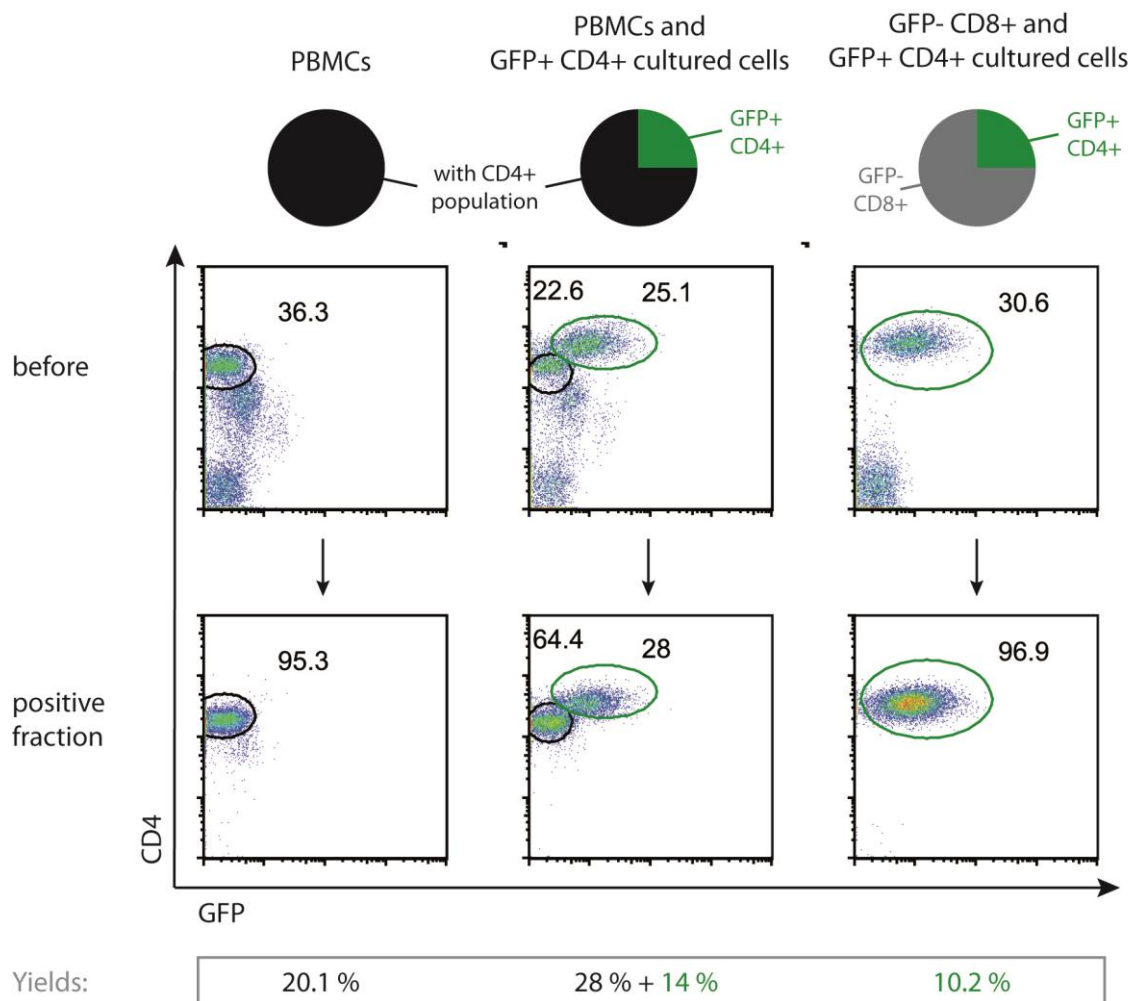 PBMCs
PBMCs and
GFP+ CD4+ cultured cells
GFP- CD8+ and
GFP+ CD4+ cultured cells
with CD4+
population
GFP+
CD4+
GFP-
CD8+
GFP+
CD4+
before
36.3
22.6 25.1
30.6
positive
fraction
95.3
64.4 28
96.9
CD4
GFP
Yields: 20.1 % 28 % + 14 % 10.2 %